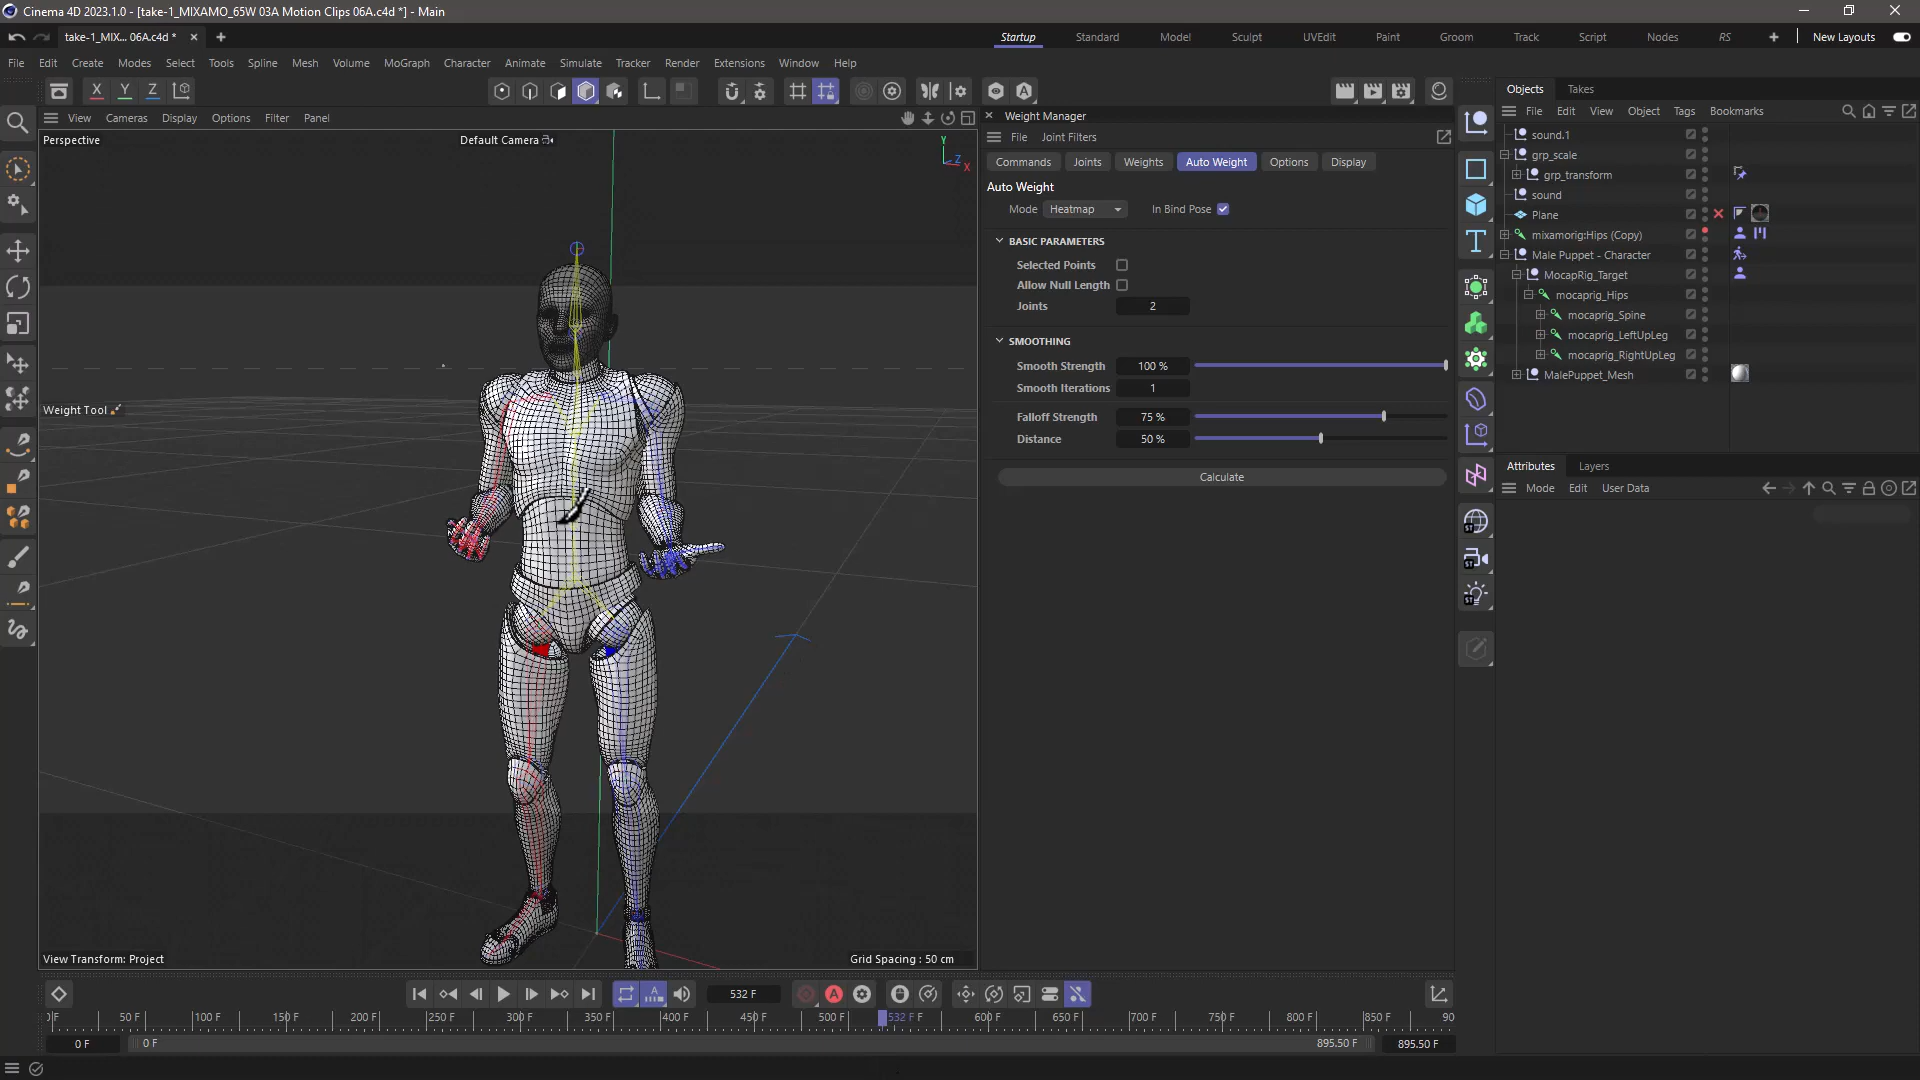 Cinema 4D 2023.1.0 - [take-1_MIXAMO_65W 03A Motion Clips 06A.c4d *] - Main
take-1_MIX... 06A.c4d *
Startup Standard Model Sculpt UVEdit Paint Groom Track Script Nodes RS New Layouts
File Edit Create Modes Select Tools Spline Mesh Volume MoGraph Character Animate Simulate Tracker Render Extensions Window Help
X Y Z
Objects Takes
File Edit View Object Tags Bookmarks
View Cameras Display Options Filter Panel
Perspective
Default Camera
Y
Z
X
Weight Tool
View Transform: Project
Grid Spacing : 50 cm
Weight Manager
File Joint Filters
Commands Joints Weights Auto Weight Options Display
Auto Weight
Mode Heatmap In Bind Pose
BASIC PARAMETERS
Selected Points
Allow Null Length
Joints 2
SMOOTHING
Smooth Strength 100 %
Smooth Iterations 1
Falloff Strength 75 %
Distance 50 %
Calculate
sound.1
grp_scale
grp_transform
sound
Plane
mixamorig:Hips (Copy)
Male Puppet - Character
MocapRig_Target
mocaprig_Hips
mocaprig_Spine
mocaprig_LeftUpLeg
mocaprig_RightUpLeg
MalePuppet_Mesh
Attributes Layers
Mode Edit User Data
ST
ST
ST
532 F
A
50 F 100 F 150 F 200 F 250 F 300 F 350 F 400 F 450 F 500 F 532 F F 600 F 650 F 700 F 750 F 800 F 850 F 90
0 F 0 F 895.50 F 895.50 F